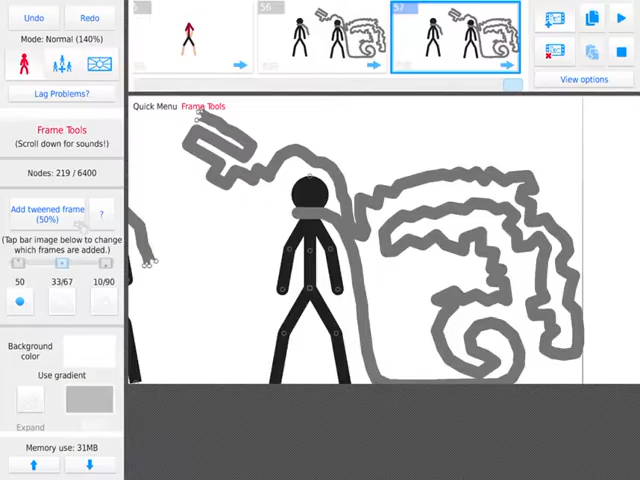 Undo
Redo
Mode: Normal (140%)
Lag Problems?
Frame Tools
(Scroll down for sounds!)
Nodes: 219 / 6400
Add tweened frame
(50%)
?
(Tap bar image below to change
which frames are added.)
50
33/67
10/90
Background
color
Use gradient
Expand
Memory use: 31MB
56
57
View options
Quick Menu
Frame Tools